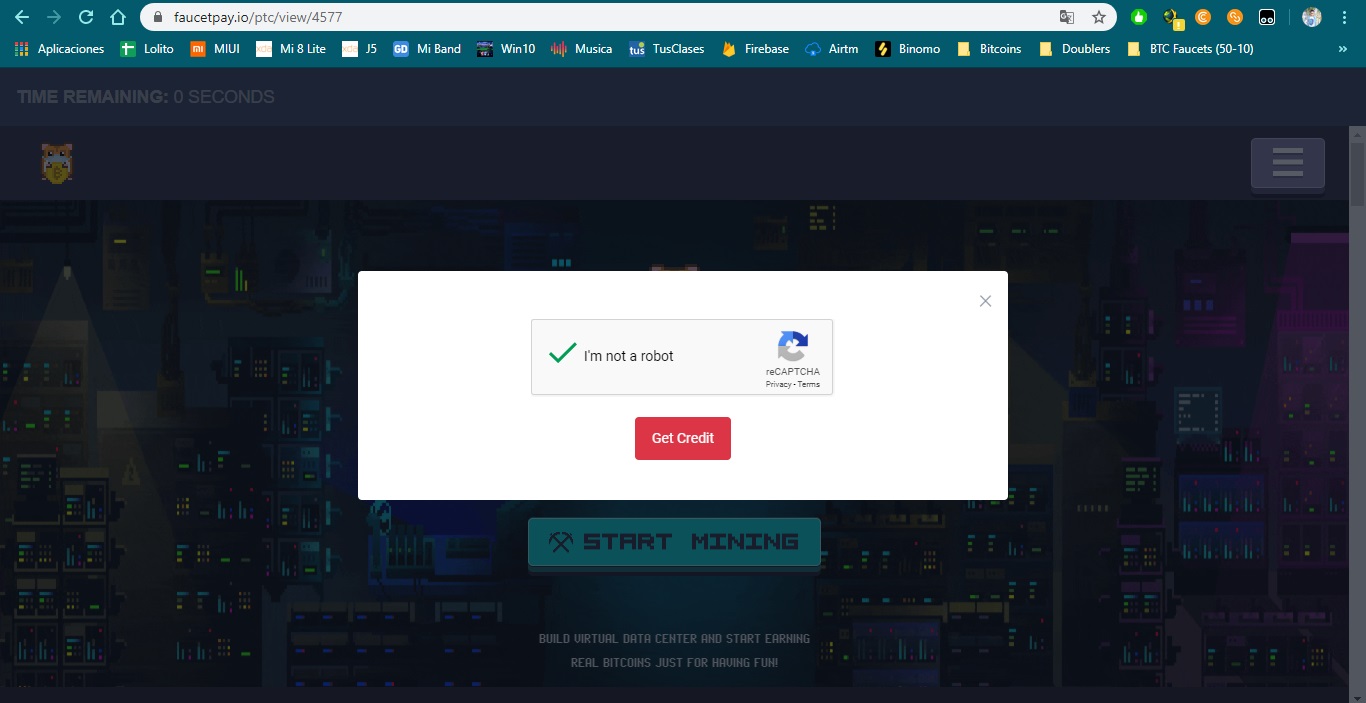 faucetpay.io/ptc/view/4577
Aplicaciones Lolito MIUI Mi 8 Lite J5 Mi Band Win10 Musica TusClases Firebase Airtm Binomo Bitcoins Doublers BTC Faucets (50-10) »
TIME REMAINING: 0 SECONDS
I'm not a robot
reCAPTCHA
Privacy - Terms
Get Credit
START MINING
BUILD VIRTUAL DATA CENTER AND START EARNING
REAL BITCOINS JUST FOR HAVING FUN!